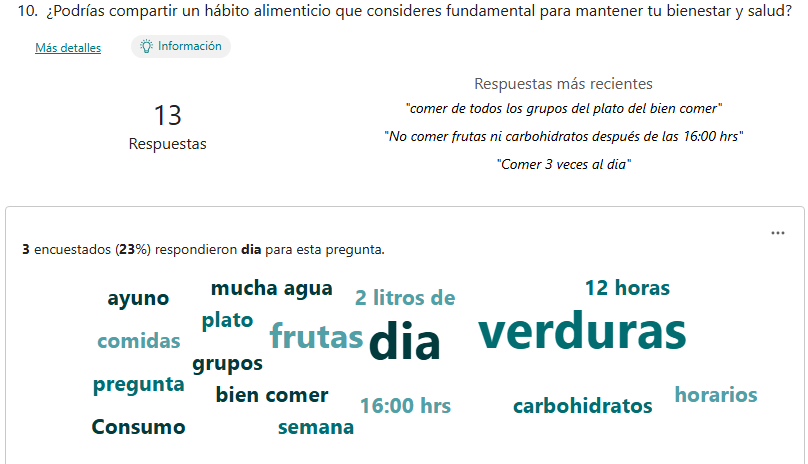 10. ¿Podrías compartir un hábito alimenticio que consideres fundamental para mantener tu bienestar y salud?
Más detalles
Información
13
Respuestas
Respuestas más recientes
"comer de todos los grupos del plato del bien comer"
"No comer frutas ni carbohidratos después de las 16:00 hrs"
"Comer 3 veces al dia"
3 encuestados (23%) respondieron dia para esta pregunta.
ayuno
mucha agua
2 litros de
12 horas
comidas
plato
frutas
dia
verduras
grupos
pregunta
bien comer
16:00 hrs
carbohidratos
horarios
Consumo
semana